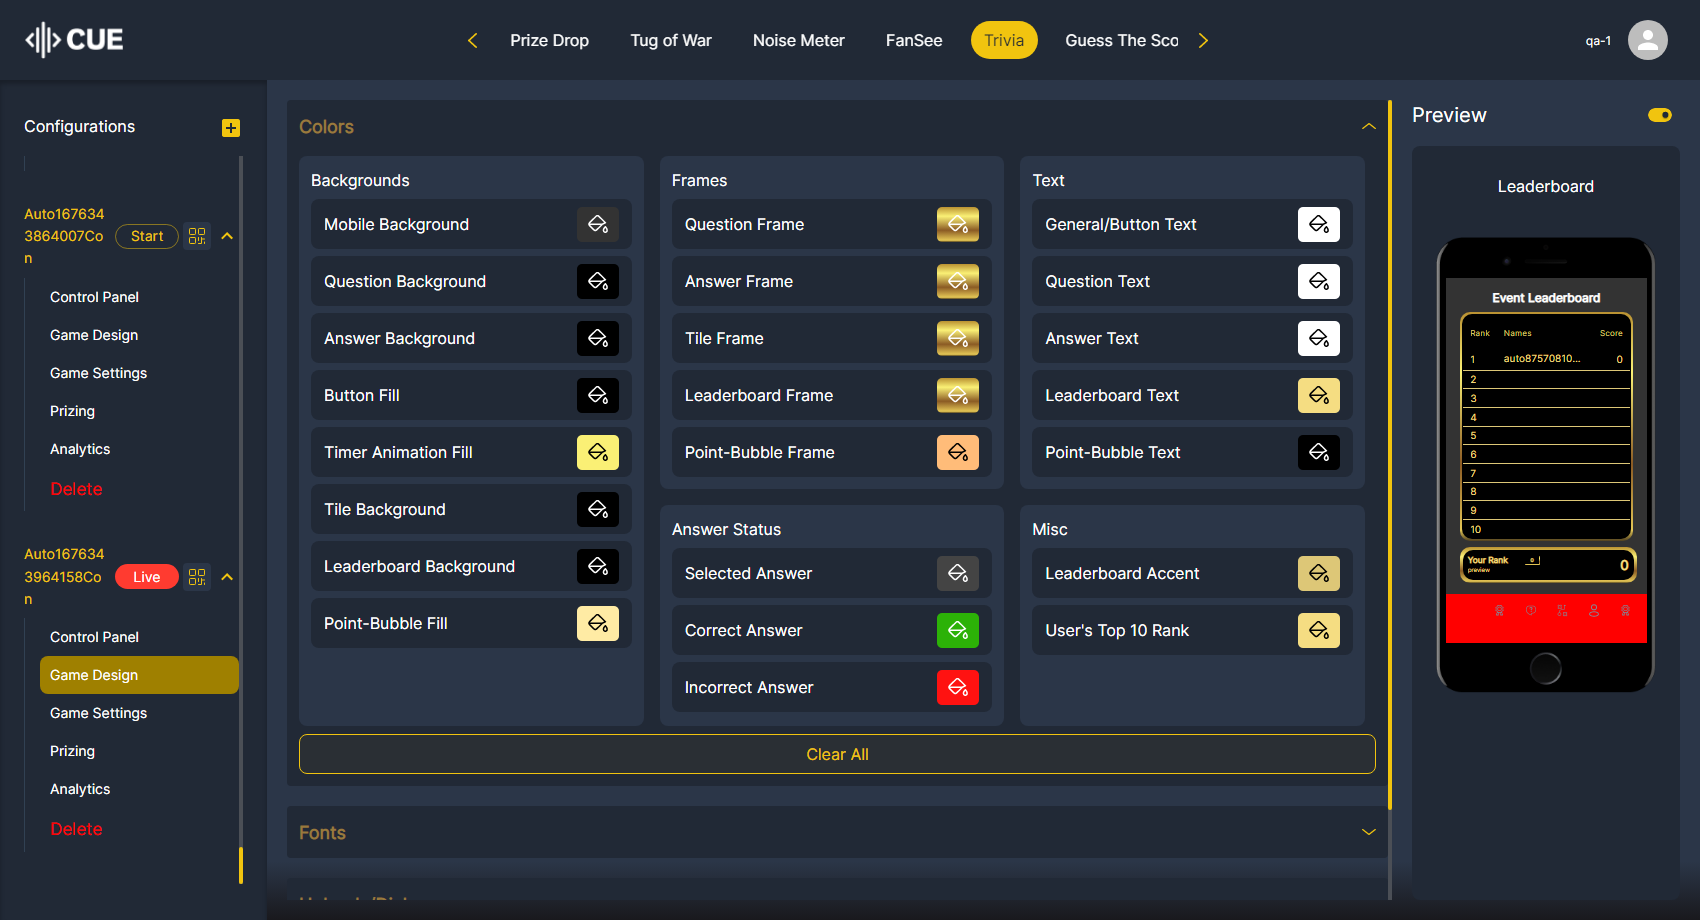 CUE
Prize Drop
Tug of War
Noise Meter
FanSee
Trivia
Guess The Sco
qa-1
Configurations
Auto167634
3864007Co
n
Start
Control Panel
Game Design
Game Settings
Prizing
Analytics
Delete
Auto167634
3964158Co
n
Live
Control Panel
Game Design
Game Settings
Prizing
Analytics
Delete
Colors
Backgrounds
Mobile Background
Question Background
Answer Background
Button Fill
Timer Animation Fill
Tile Background
Leaderboard Background
Point-Bubble Fill
Frames
Question Frame
Answer Frame
Tile Frame
Leaderboard Frame
Point-Bubble Frame
Answer Status
Selected Answer
Correct Answer
Incorrect Answer
Text
General/Button Text
Question Text
Answer Text
Leaderboard Text
Point-Bubble Text
Misc
Leaderboard Accent
User's Top 10 Rank
Clear All
Fonts
Preview
Leaderboard
Event Leaderboard
Rank Names Score
1 auto87570810... 0
2
3
4
5
6
7
8
9
10
Your Rank
preview
0
0